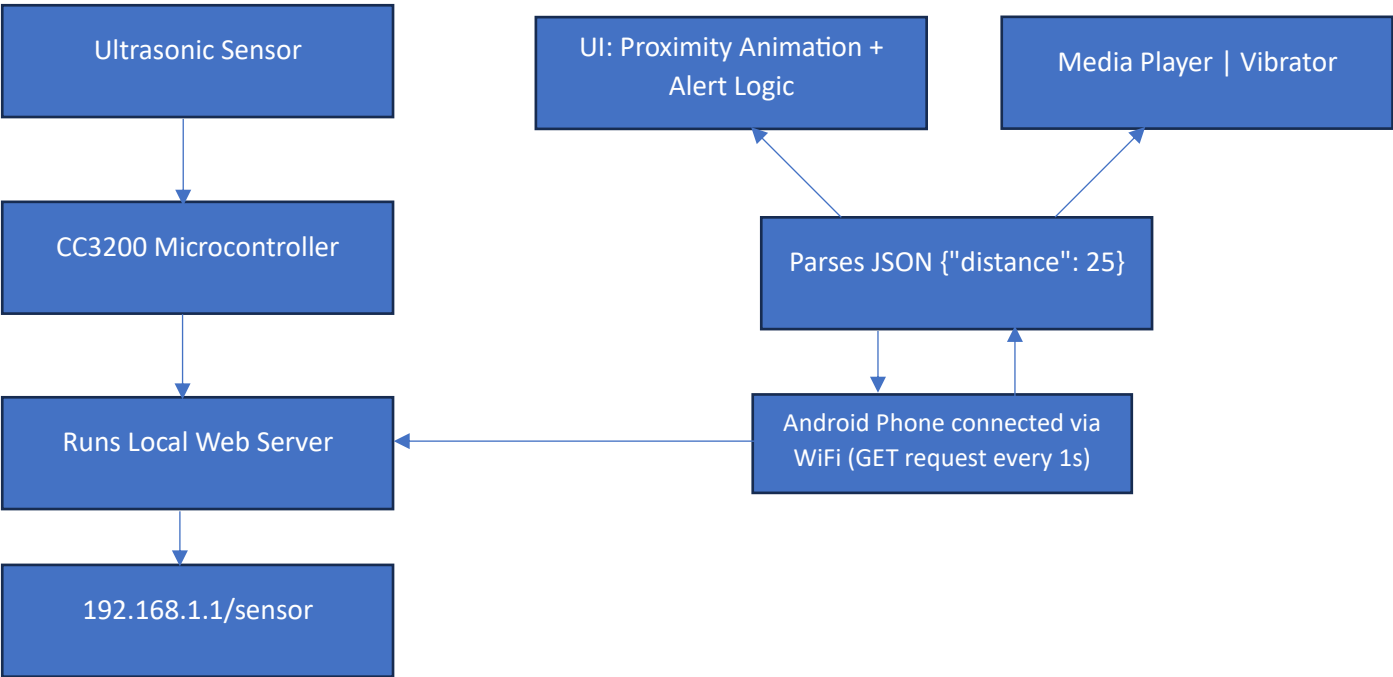 Ultrasonic Sensor
UI: Proximity Animation +
Alert Logic
Media Player | Vibrator
CC3200 Microcontroller
Parses JSON {"distance": 25}
Runs Local Web Server
Android Phone connected via
WiFi (GET request every 1s)
192.168.1.1/sensor